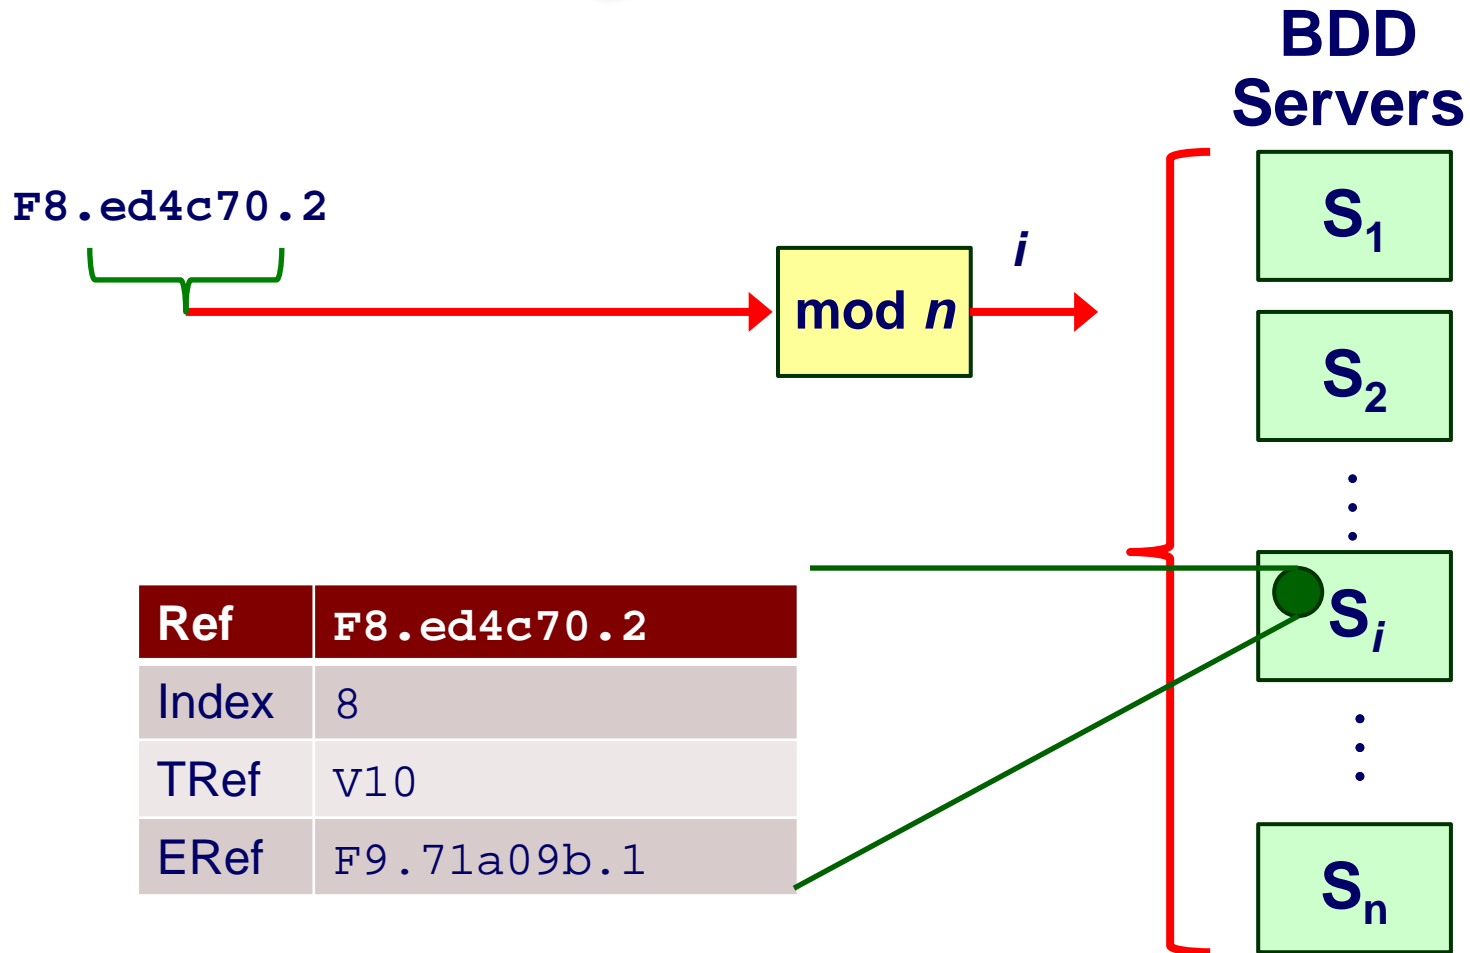 BDD
Servers
F8.ed4c70.2
i
mod n
S1
S2
Si
Sn
Ref F8.ed4c70.2
Index 8
TRef V10
ERef F9.71a09b.1